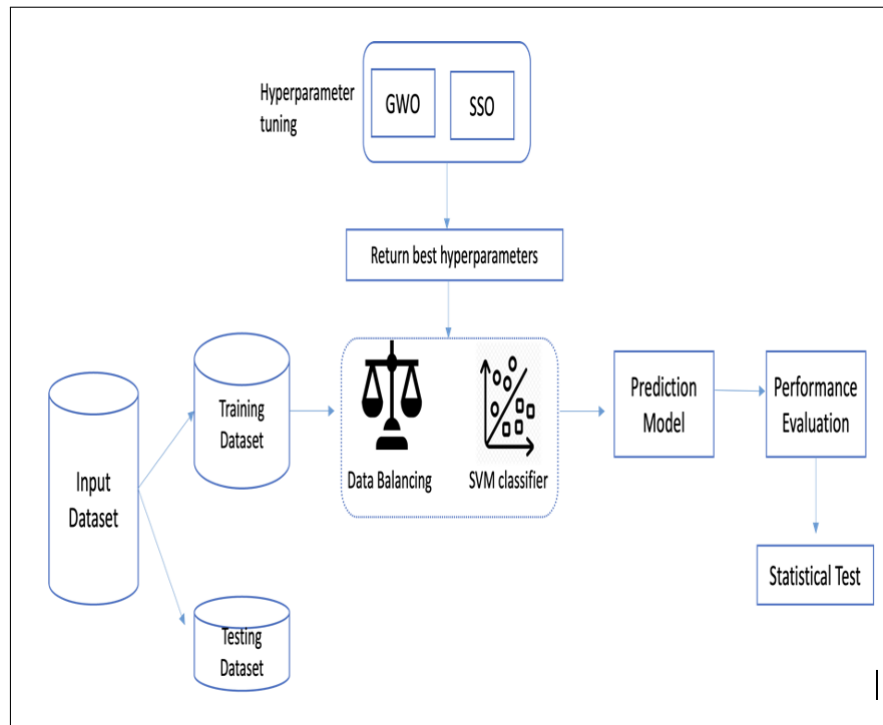 Hyperparameter
tuning
GWO
SSO
Return best hyperparameters
Input
Dataset
Training
Dataset
Testing
Dataset
Data Balancing
SVM classifier
Prediction
Model
Performance
Evaluation
Statistical Test